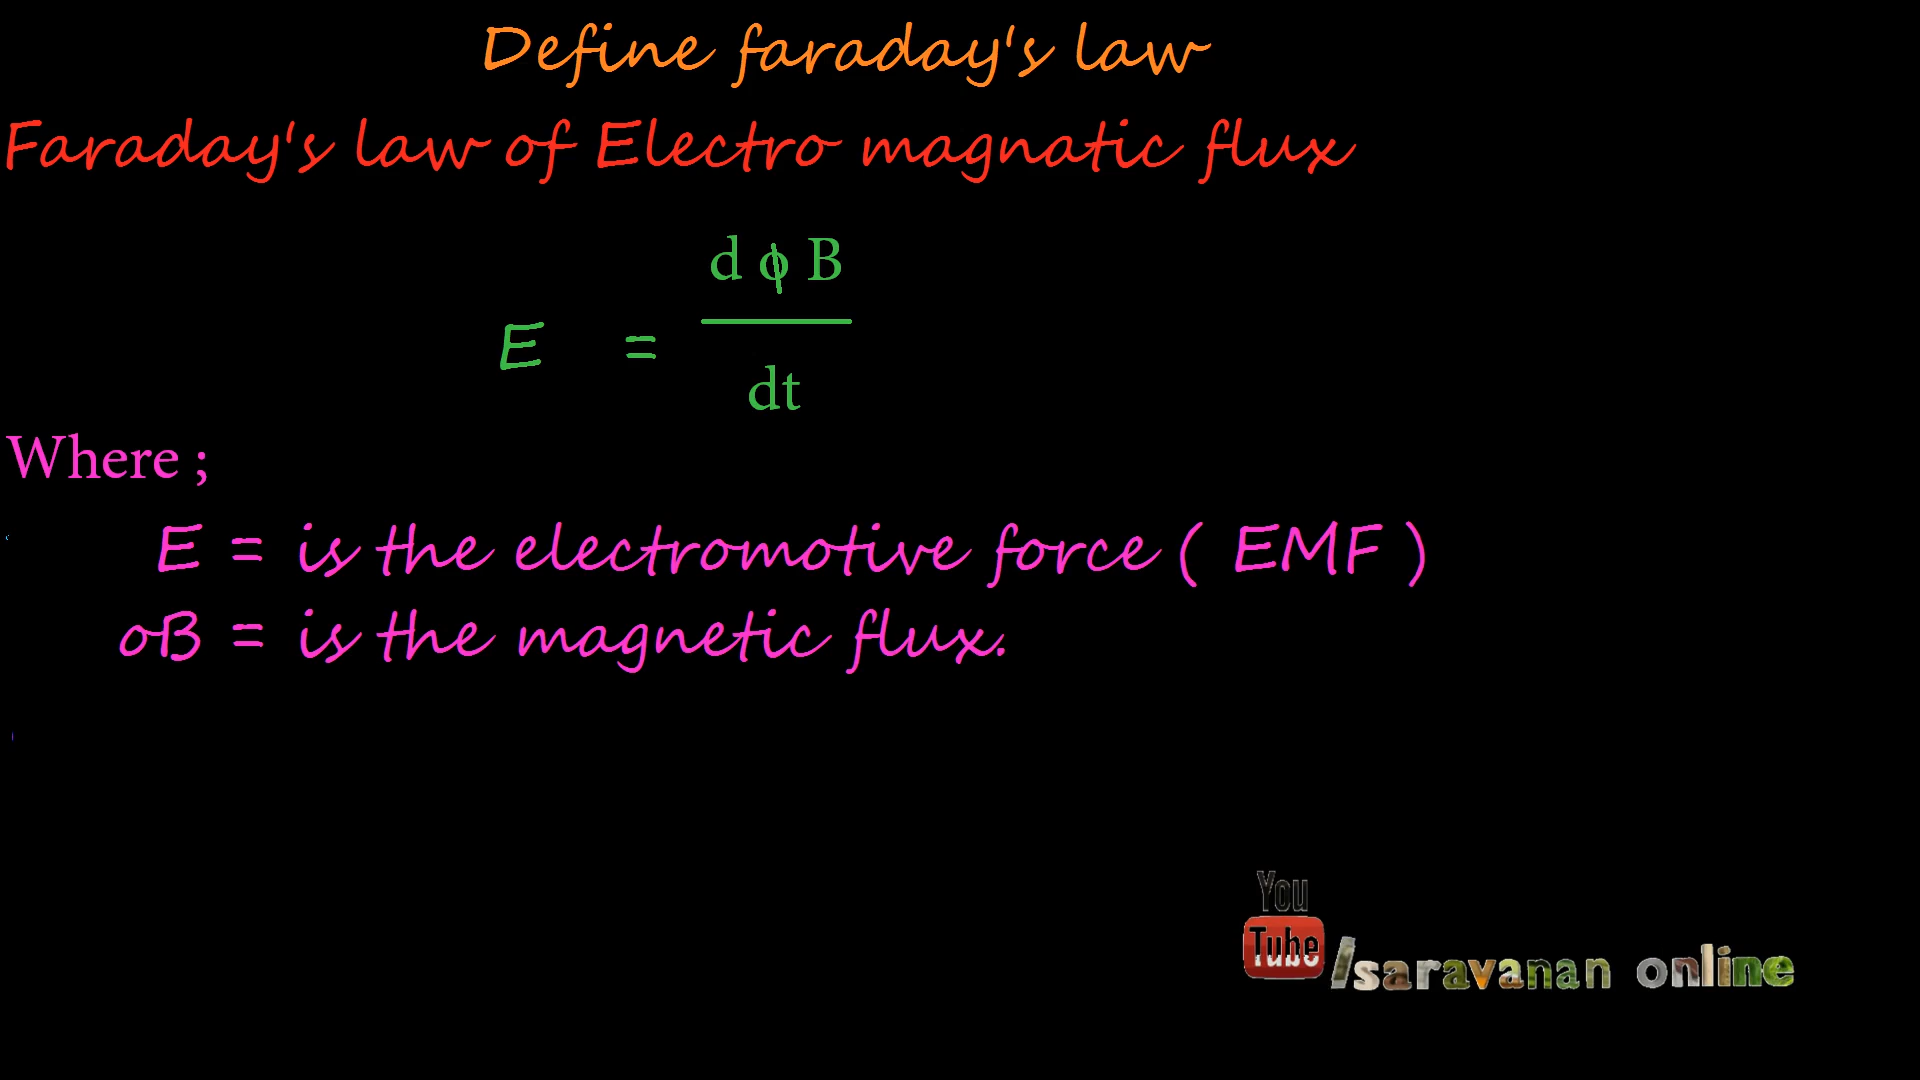 Define faraday's law
Faraday's law of Electro magnatic flux
d ϕ B
E =
dt
Where ;
E = is the electromotive force ( EMF )
oB = is the magnetic flux.
You
Tube /saravanan online